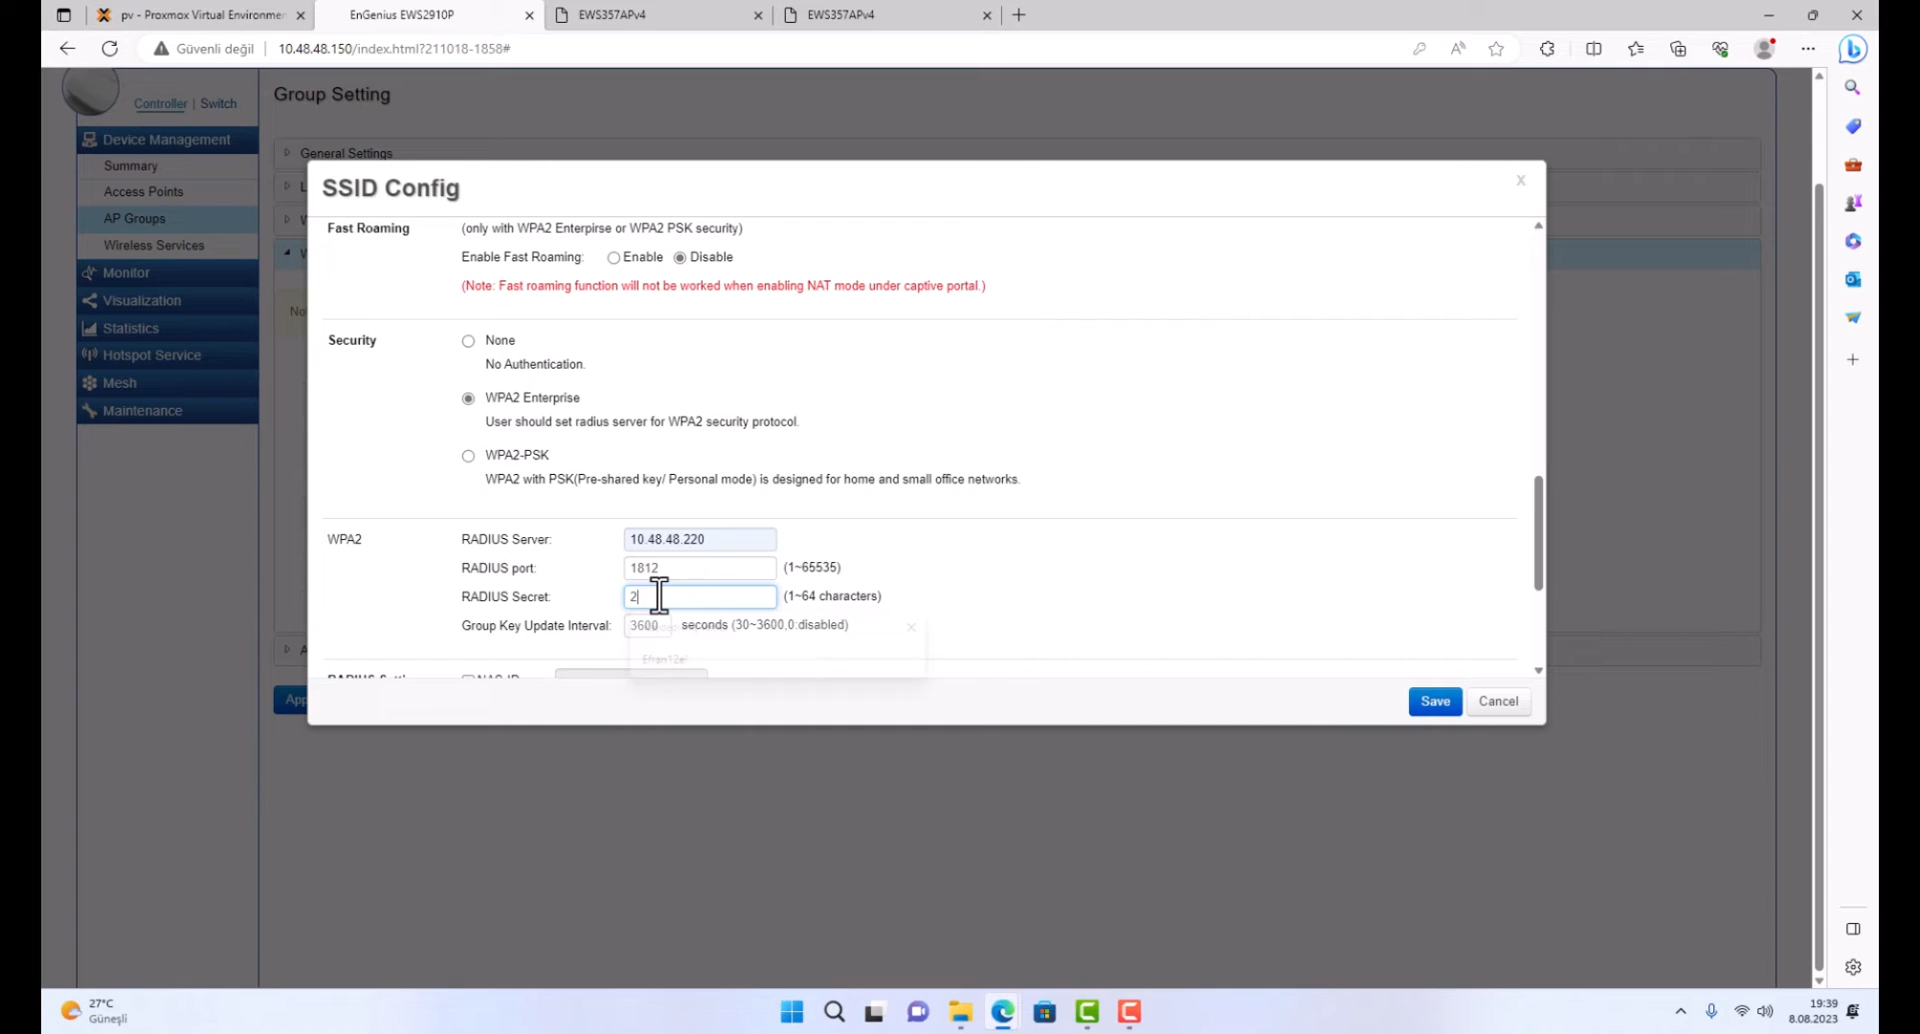 pv - Proxmox Virtual Environmen
EnGenius EWS2910P
EWS357APv4
EWS357APv4
Güvenli değil
10.48.48.150/index.html?211018-1858#
Controller | Switch
Group Setting
Device Management
Summary
Access Points
AP Groups
Wireless Services
Monitor
Visualization
Statistics
Hotspot Service
Mesh
Maintenance
General Settings
SSID Config
X
Fast Roaming
(only with WPA2 Enterpirse or WPA2 PSK security)
Enable Fast Roaming: Enable Disable
(Note: Fast roaming function will not be worked when enabling NAT mode under captive portal.)
Security
None
No Authentication.
WPA2 Enterprise
User should set radius server for WPA2 security protocol.
WPA2-PSK
WPA2 with PSK(Pre-shared key/ Personal mode) is designed for home and small office networks.
WPA2
RADIUS Server: 10.48.48.220
RADIUS port: 1812 (1~65535)
RADIUS Secret: 2 (1~64 characters)
Group Key Update Interval: 3600 seconds (30~3600,0:disabled)
NAS ID
Save
Cancel
27°C
Güneşli
19:39
8.08.2023